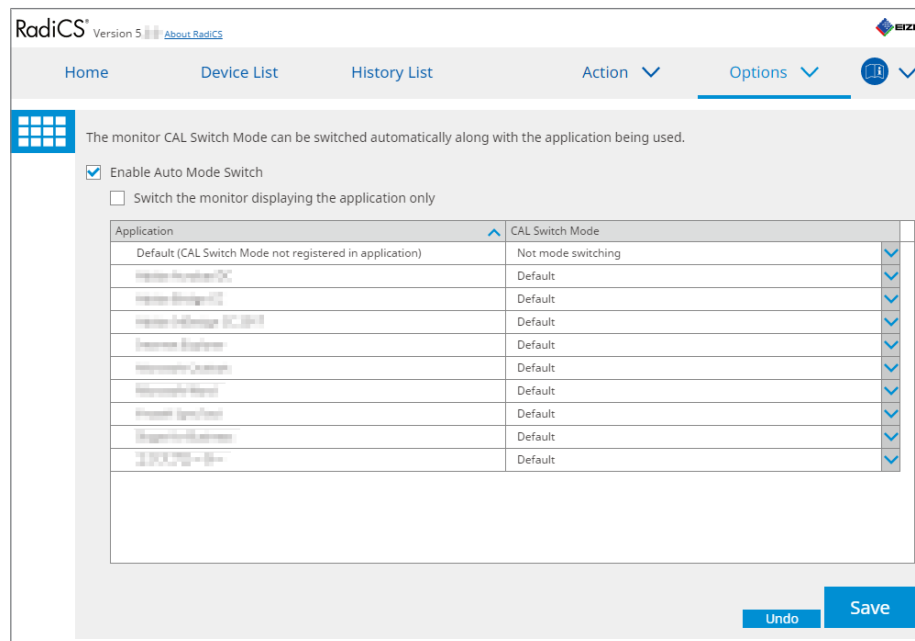 RadiCS® Version 5 About RadiCS
EIZ
Home Device List History List Action Options
The monitor CAL Switch Mode can be switched automatically along with the application being used.
Enable Auto Mode Switch
Switch the monitor displaying the application only
Application CAL Switch Mode
Default (CAL Switch Mode not registered in application) Not mode switching
Default
Default
Default
Default
Default
Default
Default
Default
Default
Save
Undo